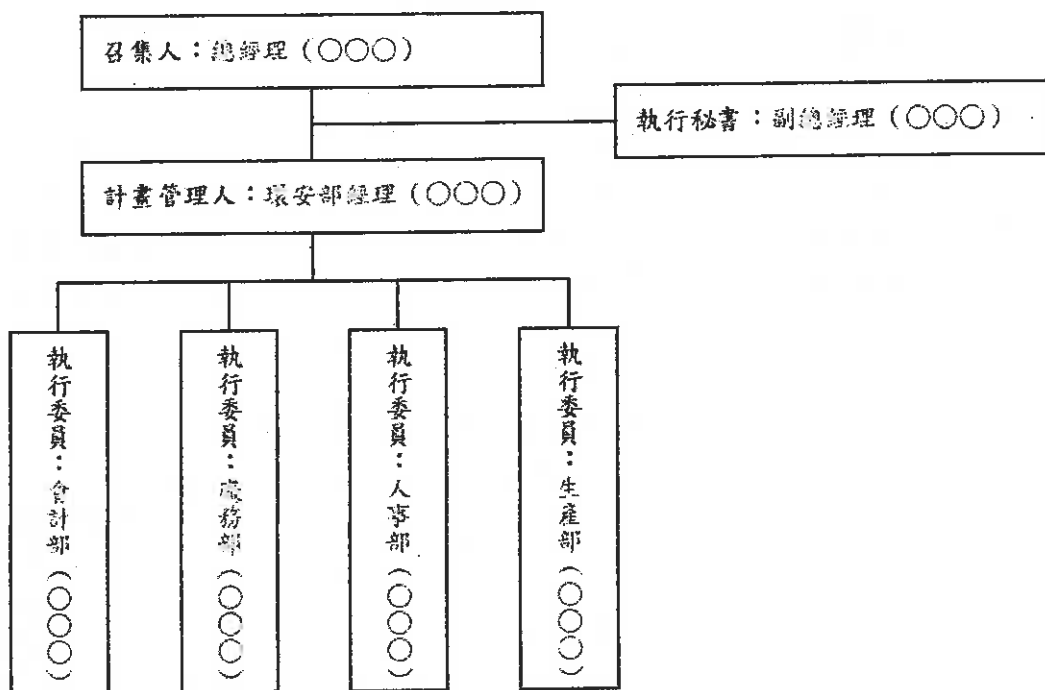 召集人：總經理（○○○）
執行秘書：副總經理（○○○）
計畫管理人：環安部經理（○○○）
執行委員：會計部（○○○）
執行委員：廠務部（○○○）
執行委員：人事部（○○○）
執行委員：生產部（○○○）